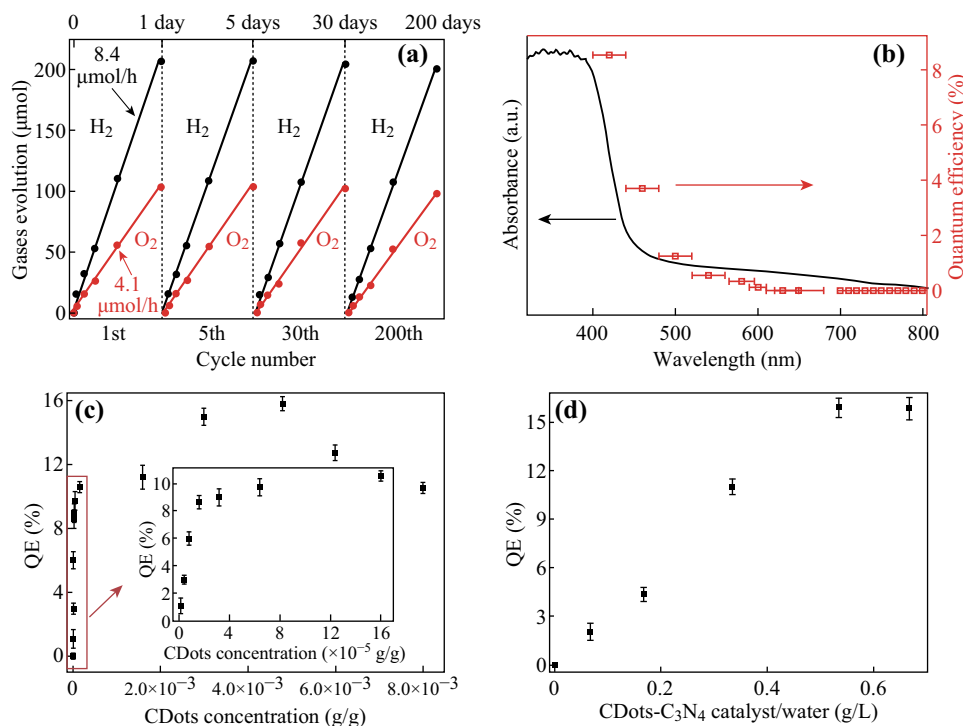 0 1 day 5 days 30 days 200 days
(a)
200
150
100
50
0
Gases evolution (μmol)
8.4
μmol/h
H₂ H₂ H₂ H₂
O₂ O₂ O₂ O₂
4.1
μmol/h
1st 5th 30th 200th
Cycle number
(b)
Absorbance (a.u.)
8
6
4
2
1
0
Quantum efficiency (%)
400 500 600 700 800
Wavelength (nm)
(c)
16
12
8
4
0
QE (%)
0 2.0×10⁻³ 4.0×10⁻³ 6.0×10⁻³ 8.0×10⁻³
CDots concentration (g/g)
10
8
6
4
2
0
QE (%)
0 4 8 12 16
CDots concentration (×10⁻⁵ g/g)
(d)
15
12
9
6
3
0
QE (%)
0 0.2 0.4 0.6
CDots-C₃N₄ catalyst/water (g/L)